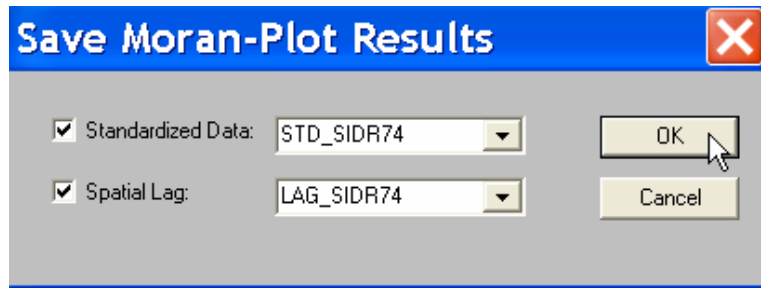 Save Moran-Plot Results
Standardized Data: STD_SIDR74 OK
Spatial Lag: LAG_SIDR74 Cancel